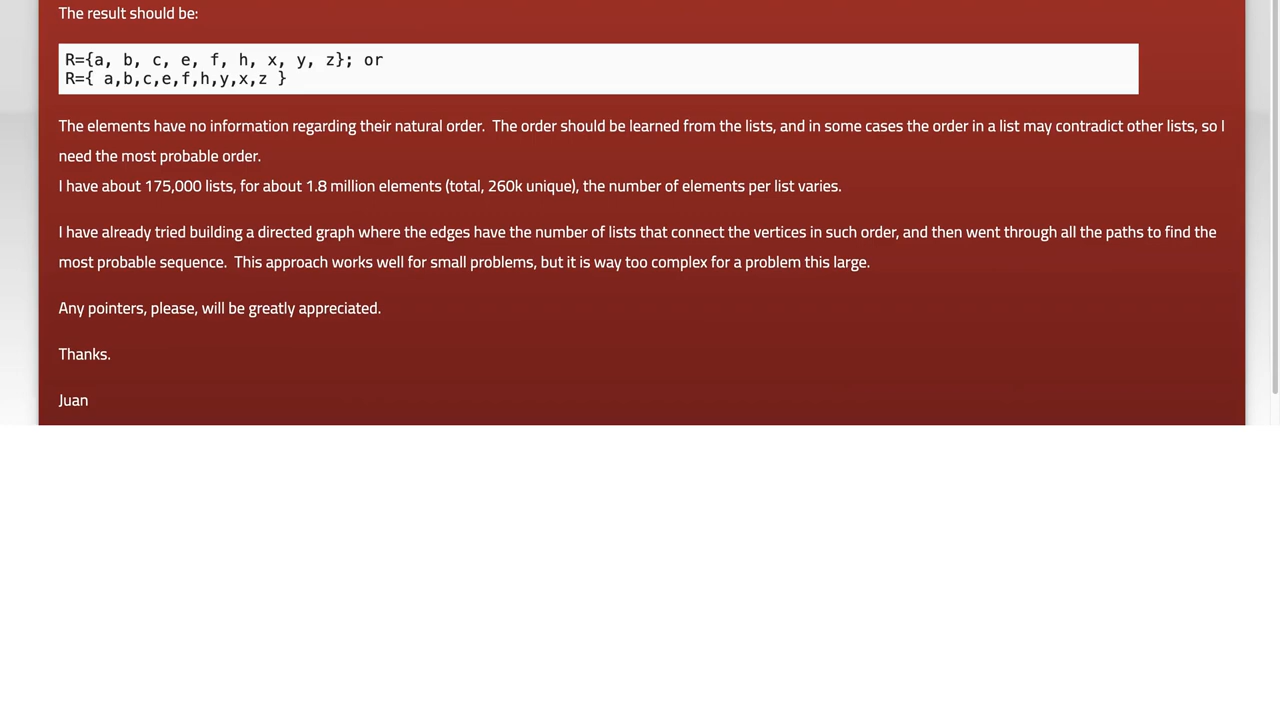 The result should be:
R={a, b, c, e, f, h, x, y, z}; or
R={ a,b,c,e,f,h,y,x,z }
The elements have no information regarding their natural order.  The order should be learned from the lists, and in some cases the order in a list may contradict other lists, so I
need the most probable order.
I have about 175,000 lists, for about 1.8 million elements (total, 260k unique), the number of elements per list varies.
I have already tried building a directed graph where the edges have the number of lists that connect the vertices in such order, and then went through all the paths to find the
most probable sequence.  This approach works well for small problems, but it is way too complex for a problem this large.
Any pointers, please, will be greatly appreciated.
Thanks.
Juan